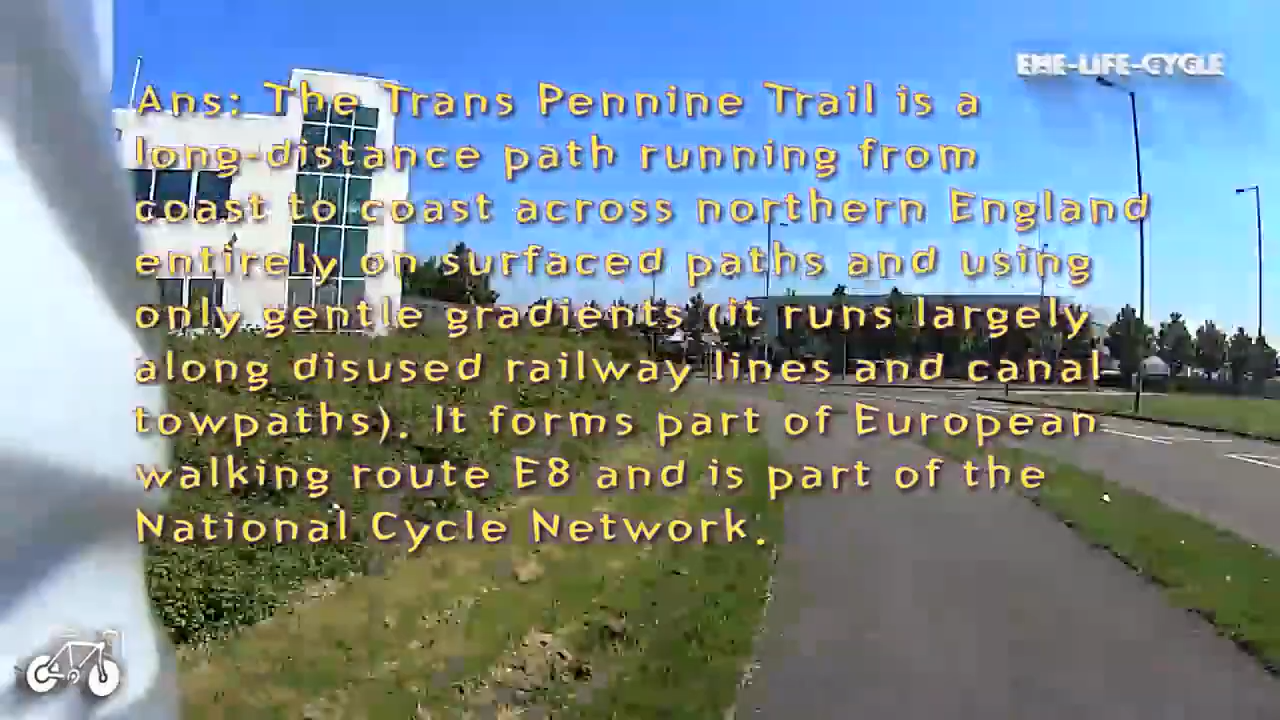 EME-LIFE-CYCLE
Ans: The Trans Pennine Trail is a
long-distance path running from
coast to coast across northern England
entirely on surfaced paths and using
only gentle gradients (it runs largely
along disused railway lines and canal
towpaths). It forms part of European
walking route E8 and is part of the
National Cycle Network.